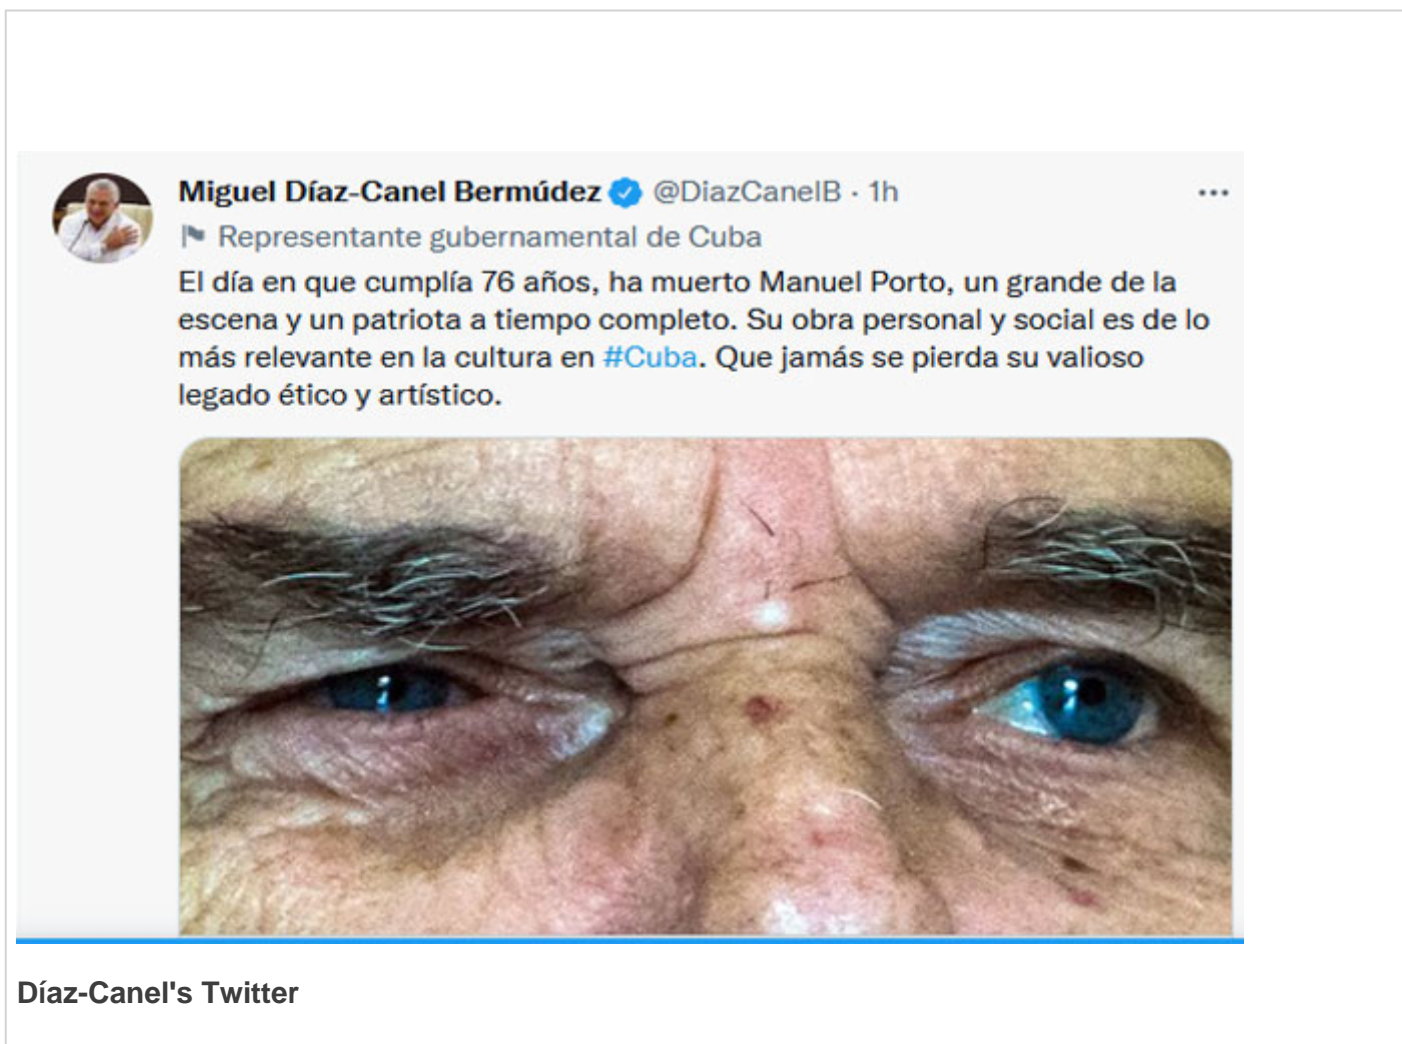 Miguel Díaz-Canel Bermúdez @DiazCanelB · 1h
Representante gubernamental de Cuba
El día en que cumplía 76 años, ha muerto Manuel Porto, un grande de la
escena y un patriota a tiempo completo. Su obra personal y social es de lo
más relevante en la cultura en #Cuba. Que jamás se pierda su valioso
legado ético y artístico.
Díaz-Canel's Twitter